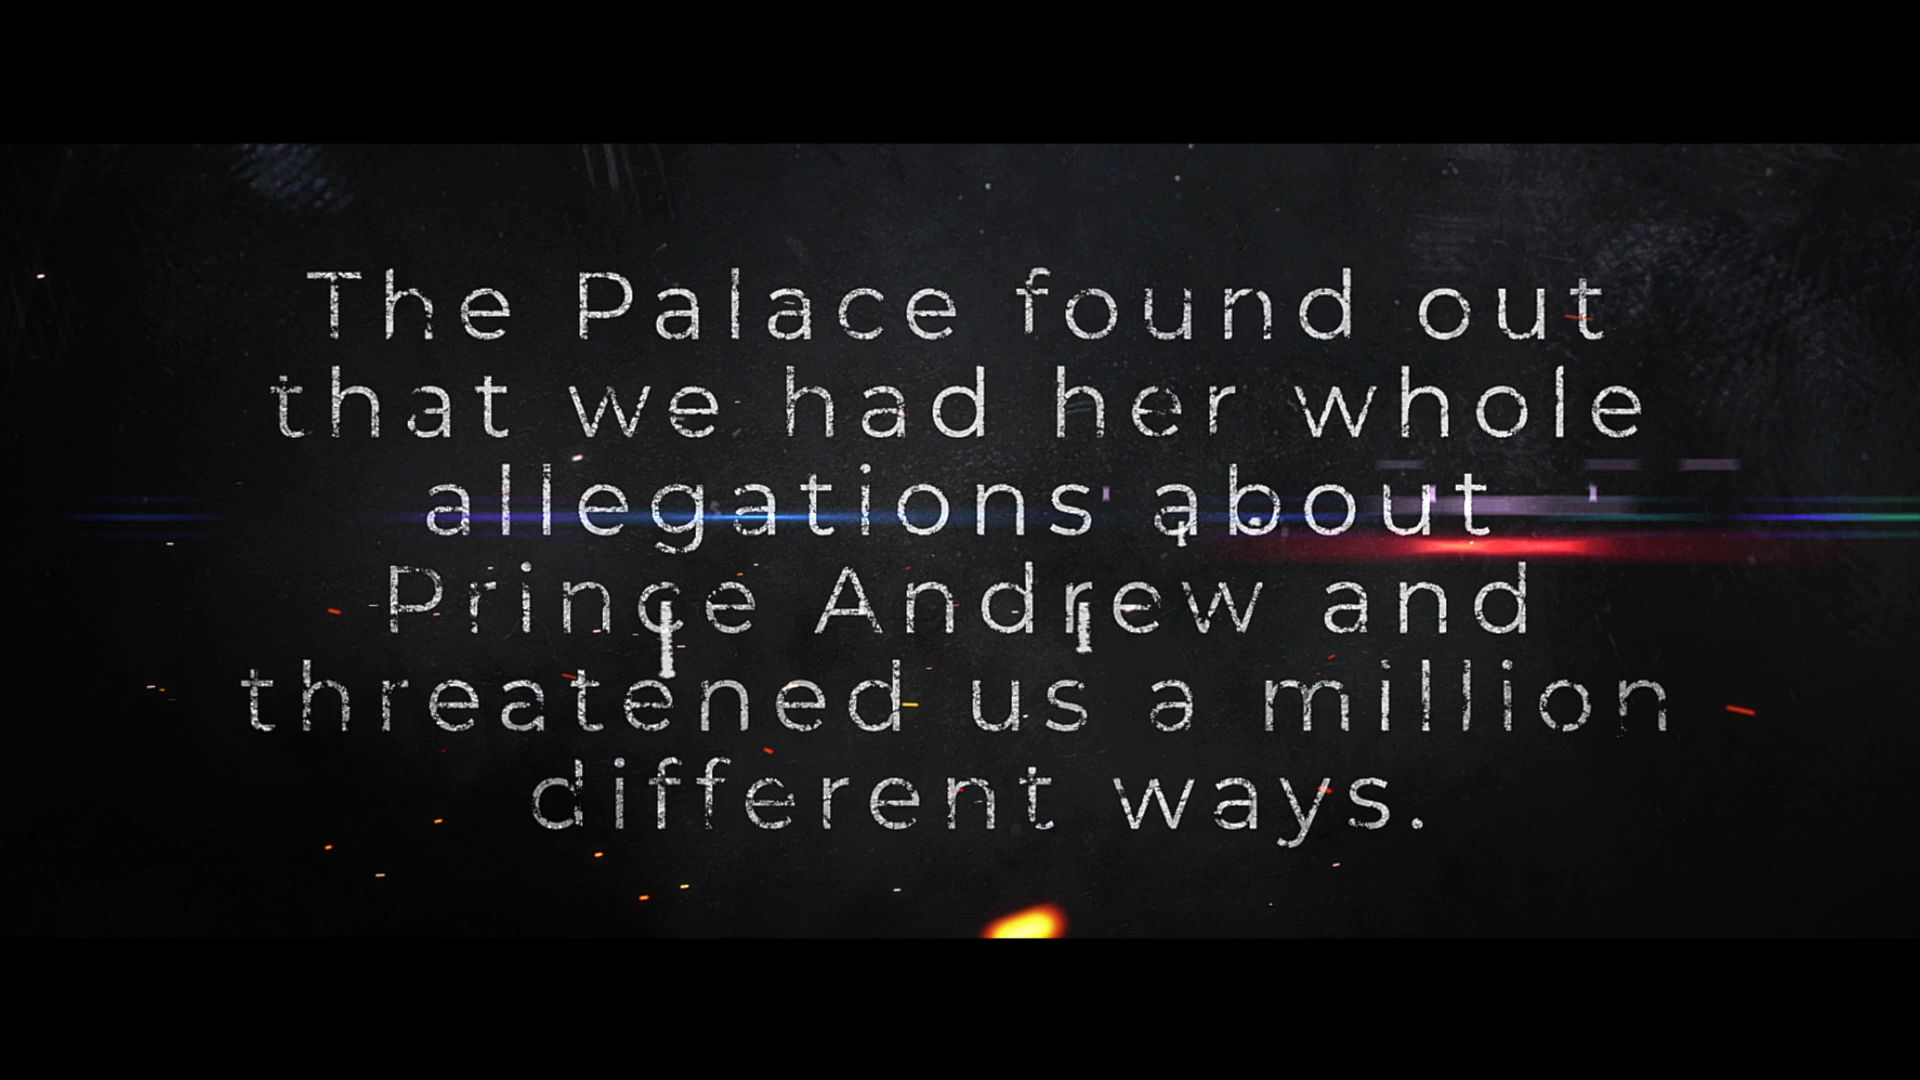 The Palace found out
that we had her whole
allegations about
Prince Andrew and
threatened us a million
different ways.